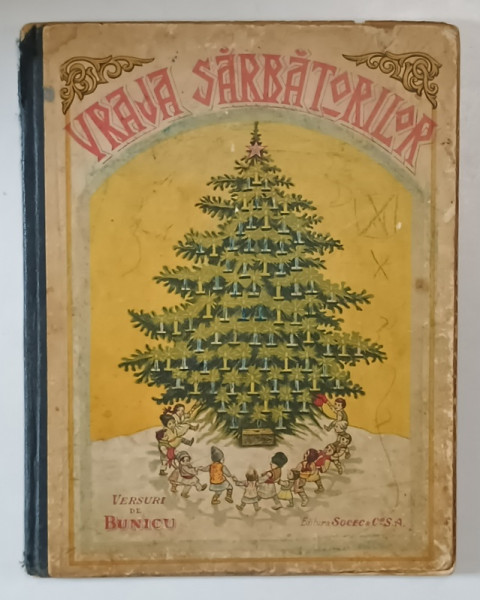 VRAJA SĂRBĂTORILOR
VERSURI
DE
BUNICU
Editura SOCEC & Co. S.A.